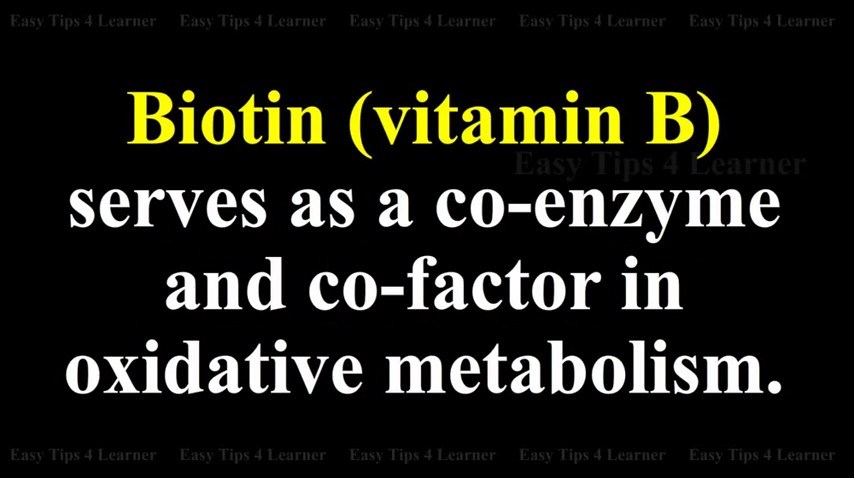 Easy Tips 4 Learner Easy Tips 4 Learner Easy Tips 4 Learner Easy Tips 4 Learner Easy Tips 4 Learner
Biotin (vitamin B)
Easy Tips 4 Learner
serves as a co-enzyme
and co-factor in
oxidative metabolism.
Easy Tips 4 Learner Easy Tips 4 Learner Easy Tips 4 Learner Easy Tips 4 Learner Easy Tips 4 Learner